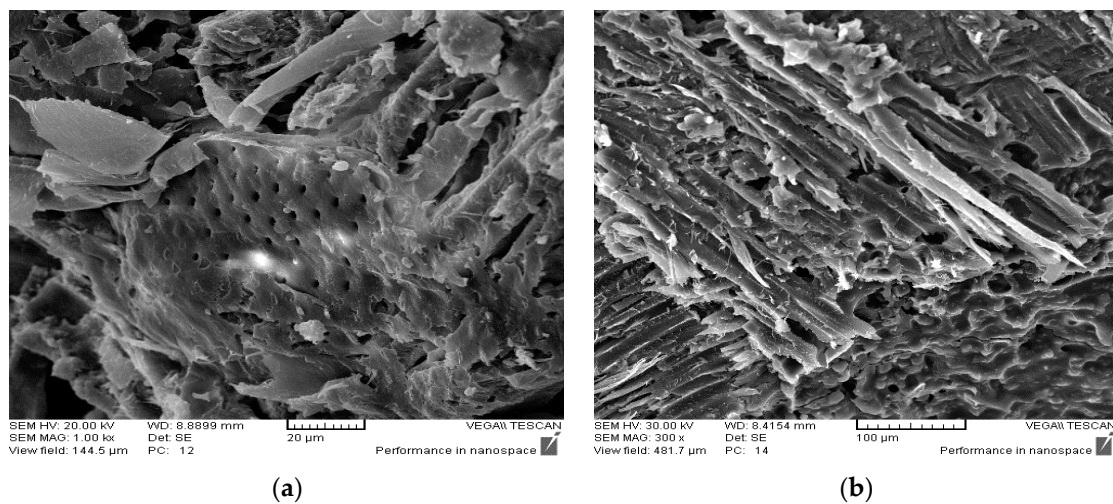 SEM HV: 20.00 kV WD: 8.8899 mm VEGA\\ TESCAN
SEM MAG: 1.00 kx Det: SE 20 µm
View field: 144.5 µm PC: 12 Performance in nanospace
(a)
SEM HV: 30.00 kV WD: 8.4154 mm VEGA\\ TESCAN
SEM MAG: 300 x Det: SE 100 µm
View field: 481.7 µm PC: 14 Performance in nanospace
(b)